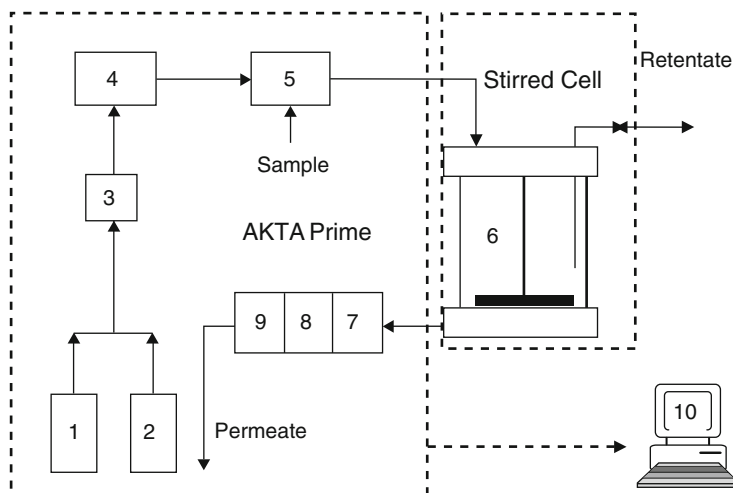 4
5
Stirred Cell
Retentate
Sample
3
AKTA Prime
6
9 8 7
1
2
Permeate
10